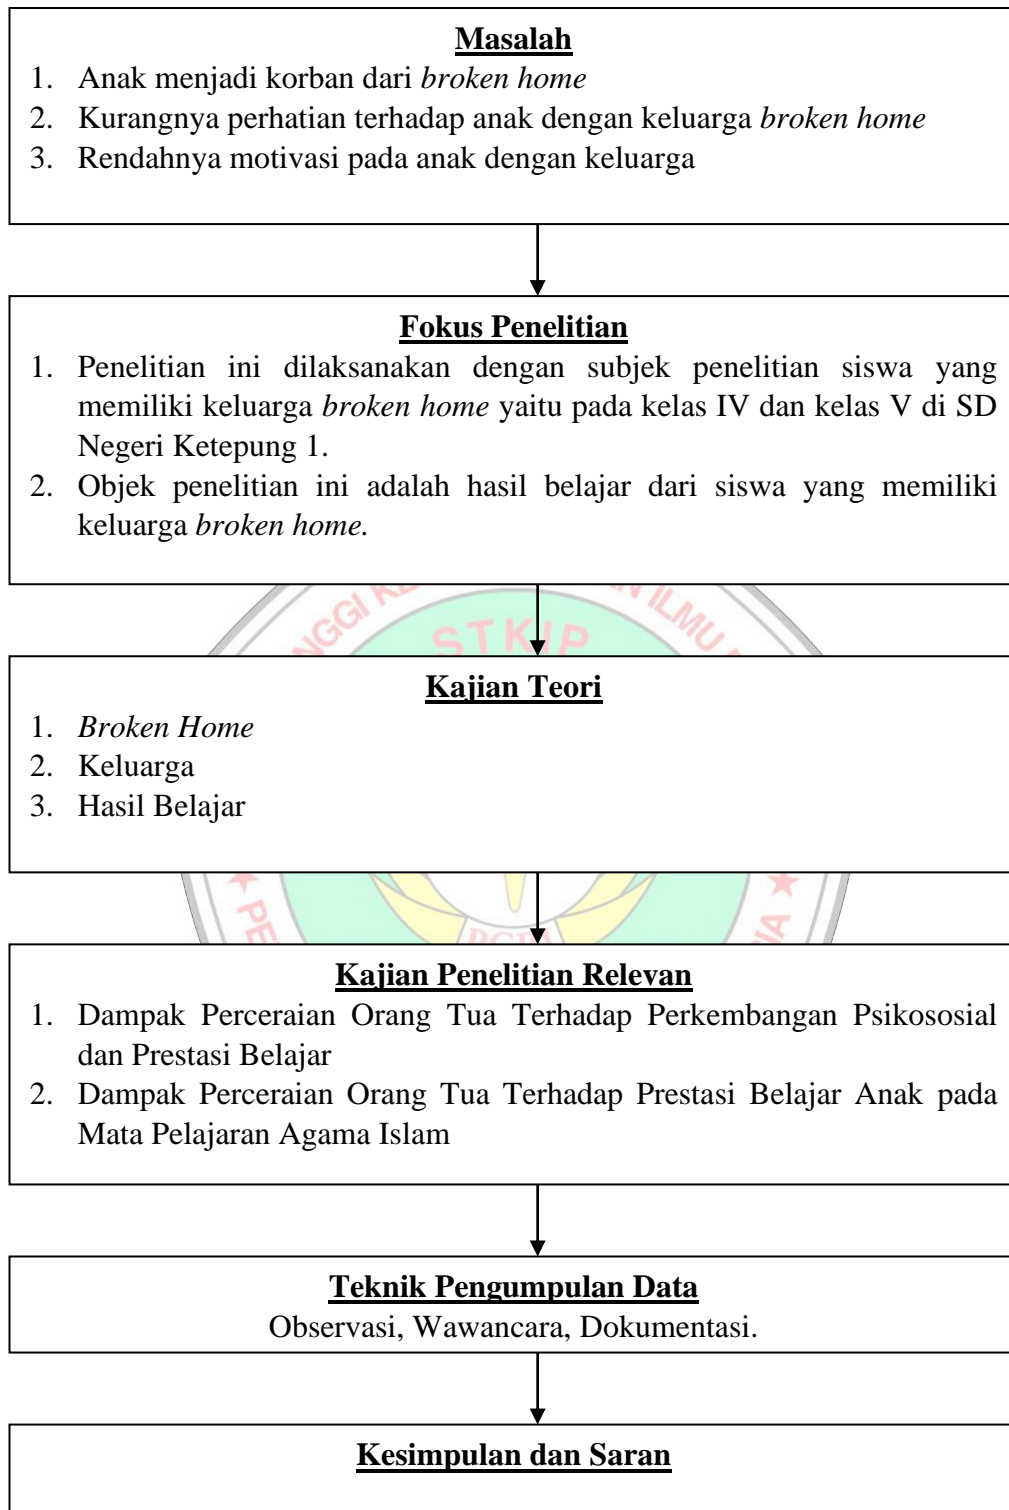 Masalah
1. Anak menjadi korban dari broken home
2. Kurangnya perhatian terhadap anak dengan keluarga broken home
3. Rendahnya motivasi pada anak dengan keluarga
Fokus Penelitian
1. Penelitian ini dilaksanakan dengan subjek penelitian siswa yang
memiliki keluarga broken home yaitu pada kelas IV dan kelas V di SD
Negeri Ketepung 1.
2. Objek penelitian ini adalah hasil belajar dari siswa yang memiliki
keluarga broken home.
STKIP
Kajian Teori
1. Broken Home
2. Keluarga
3. Hasil Belajar
Kajian Penelitian Relevan
1. Dampak Perceraian Orang Tua Terhadap Perkembangan Psikososial
dan Prestasi Belajar
2. Dampak Perceraian Orang Tua Terhadap Prestasi Belajar Anak pada
Mata Pelajaran Agama Islam
Teknik Pengumpulan Data
Observasi, Wawancara, Dokumentasi.
Kesimpulan dan Saran